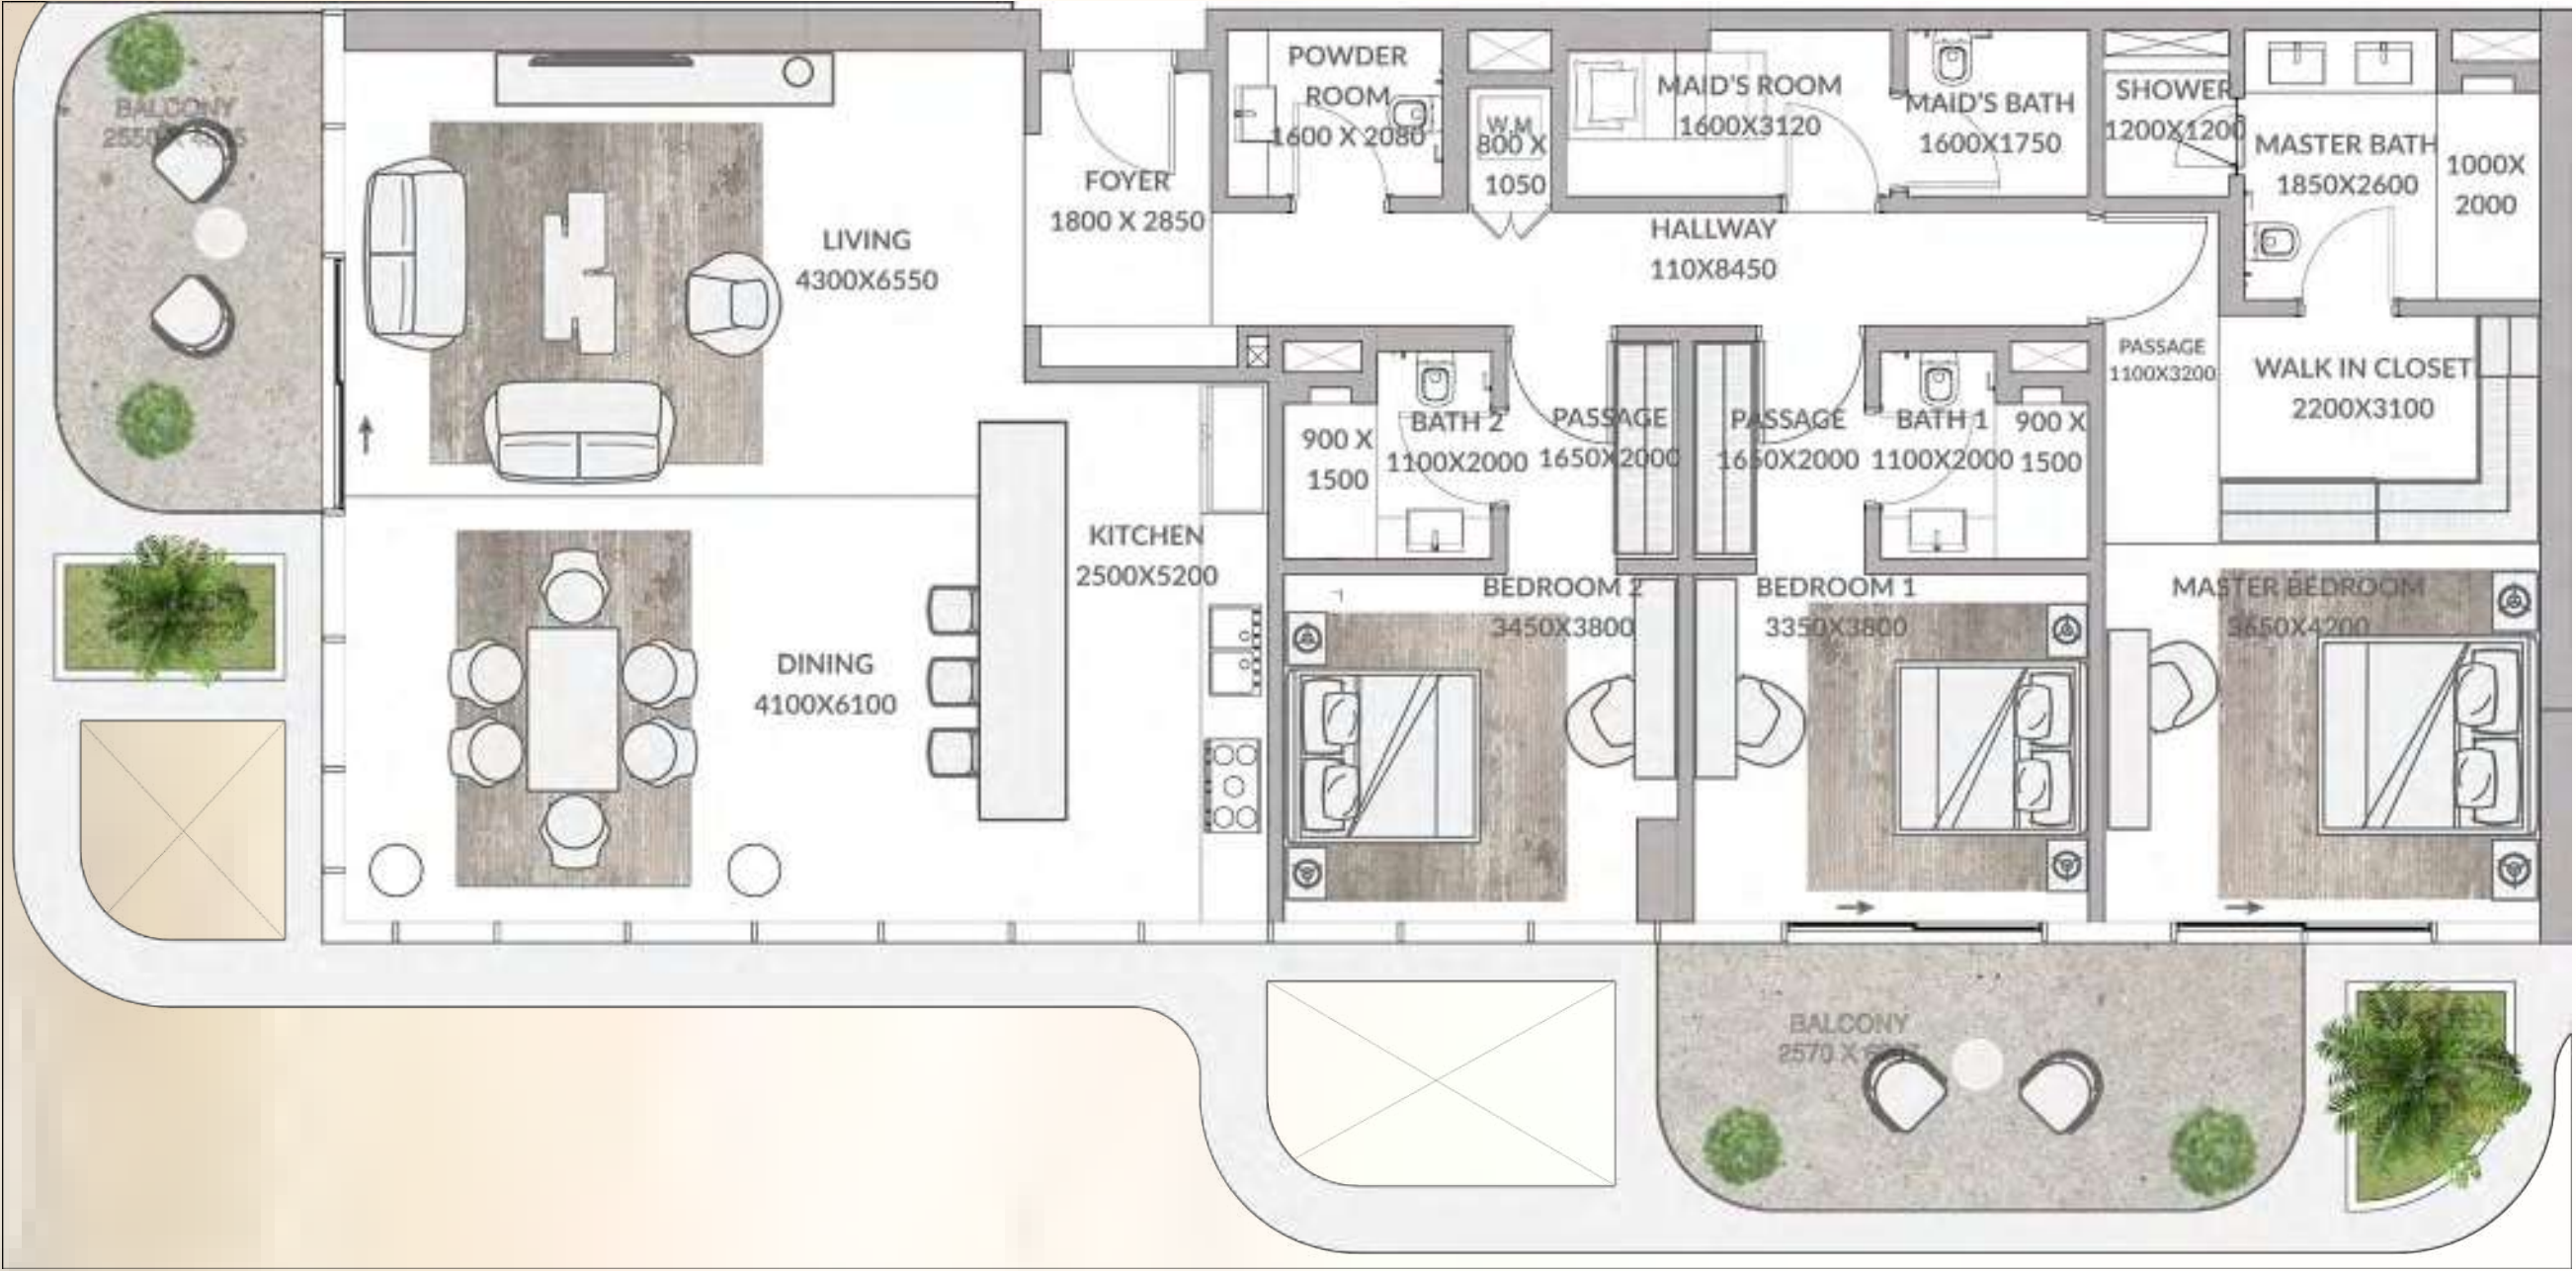 BALCONY
POWDER
ROOM
1600 X 2080
W.M
800 X
1050
MAID'S ROOM
1600X3120
MAID'S BATH
1600X1750
SHOWER
1200X1200
MASTER BATH
1850X2600
1000X
2000
FOYER
1800 X 2850
LIVING
4300X6550
HALLWAY
110X8450
PASSAGE
1100X3200
WALK IN CLOSET
2200X3100
900 X
1500
BATH 2
1100X2000
PASSAGE
1650X2000
PASSAGE
1650X2000
BATH 1
1100X2000
900 X
1500
KITCHEN
2500X5200
DINING
4100X6100
BEDROOM 2
3450X3800
BEDROOM 1
3350X3800
MASTER BEDROOM
3650X4200
BALCONY
2570 X